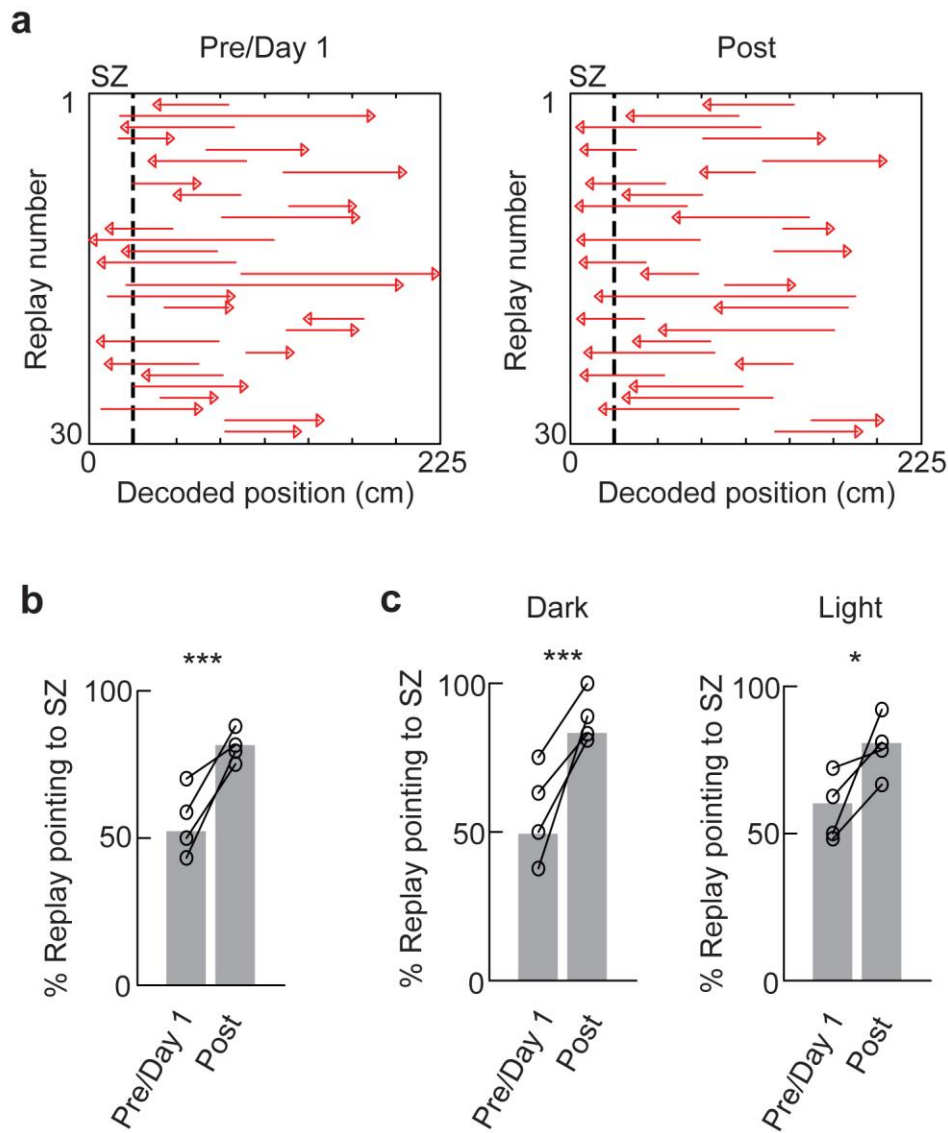 a
Pre/Day 1
Post
SZ
SZ
1
1
Replay number
Replay number
30
30
0
225
0
225
Decoded position (cm)
Decoded position (cm)
b
c
Dark
Light
***
***
*
100
100
100
50
50
50
0
0
0
% Replay pointing to SZ
% Replay pointing to SZ
% Replay pointing to SZ
Pre/Day 1
Post
Pre/Day 1
Post
Pre/Day 1
Post